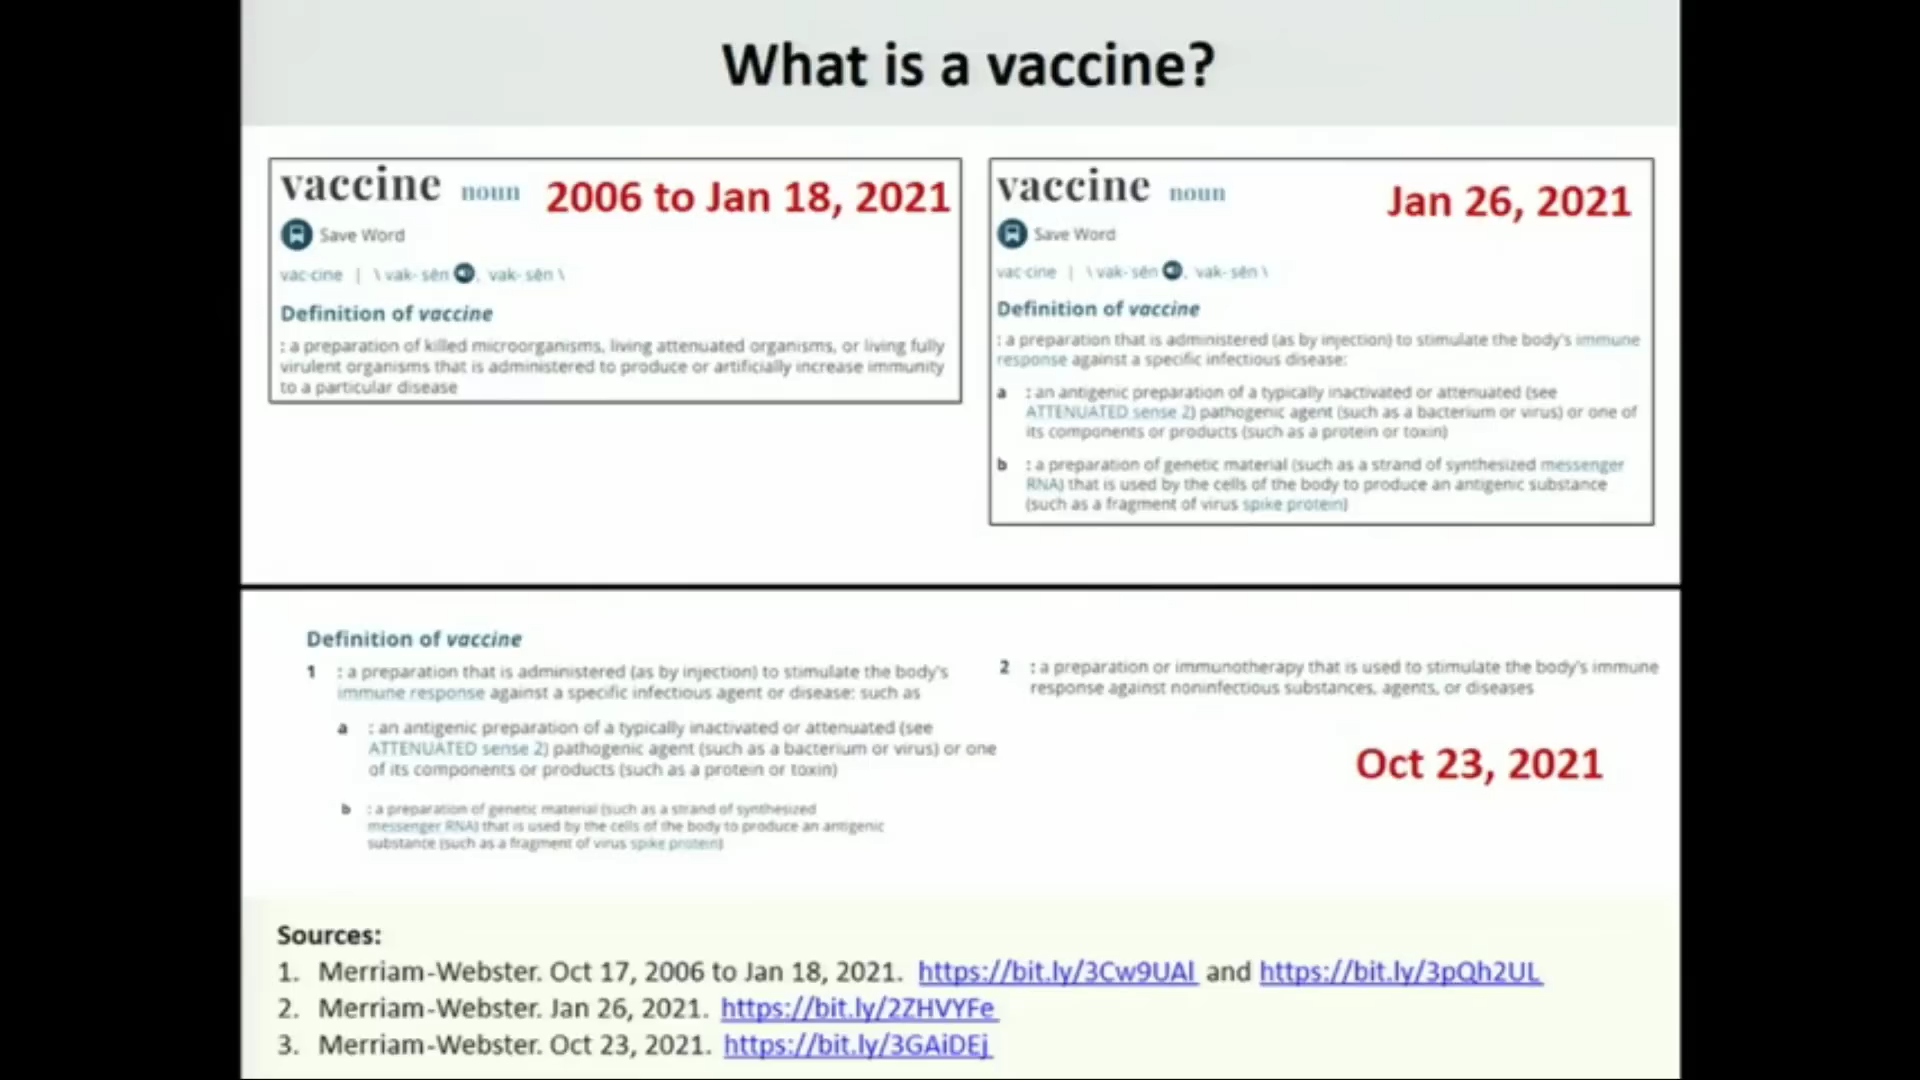 What is a vaccine?
vaccine noun 2006 to Jan 18, 2021
Save Word
vac·cine | \ vak-ˈsēn , ˈvak-ˌsēn \
Definition of vaccine
: a preparation of killed microorganisms, living attenuated organisms, or living fully
virulent organisms that is administered to produce or artificially increase immunity
to a particular disease
vaccine noun Jan 26, 2021
Save Word
vac·cine | \ vak-ˈsēn , ˈvak-ˌsēn \
Definition of vaccine
: a preparation that is administered (as by injection) to stimulate the body's immune
response against a specific infectious disease:
a : an antigenic preparation of a typically inactivated or attenuated (see
ATTENUATED sense 2) pathogenic agent (such as a bacterium or virus) or one of
its components or products (such as a protein or toxin)
b : a preparation of genetic material (such as a strand of synthesized messenger
RNA) that is used by the cells of the body to produce an antigenic substance
(such as a fragment of virus spike protein)
Definition of vaccine
1 : a preparation that is administered (as by injection) to stimulate the body's
immune response against a specific infectious agent or disease: such as
a : an antigenic preparation of a typically inactivated or attenuated (see
ATTENUATED sense 2) pathogenic agent (such as a bacterium or virus) or one
of its components or products (such as a protein or toxin)
b : a preparation of genetic material (such as a strand of synthesized
messenger RNA) that is used by the cells of the body to produce an antigenic
substance (such as a fragment of virus spike protein)
2 : a preparation or immunotherapy that is used to stimulate the body's immune
response against noninfectious substances, agents, or diseases
Oct 23, 2021
Sources:
1. Merriam-Webster. Oct 17, 2006 to Jan 18, 2021. https://bit.ly/3Cw9UAl and https://bit.ly/3pQh2UL
2. Merriam-Webster. Jan 26, 2021. https://bit.ly/2ZHVYFe
3. Merriam-Webster. Oct 23, 2021. https://bit.ly/3GAiDEj